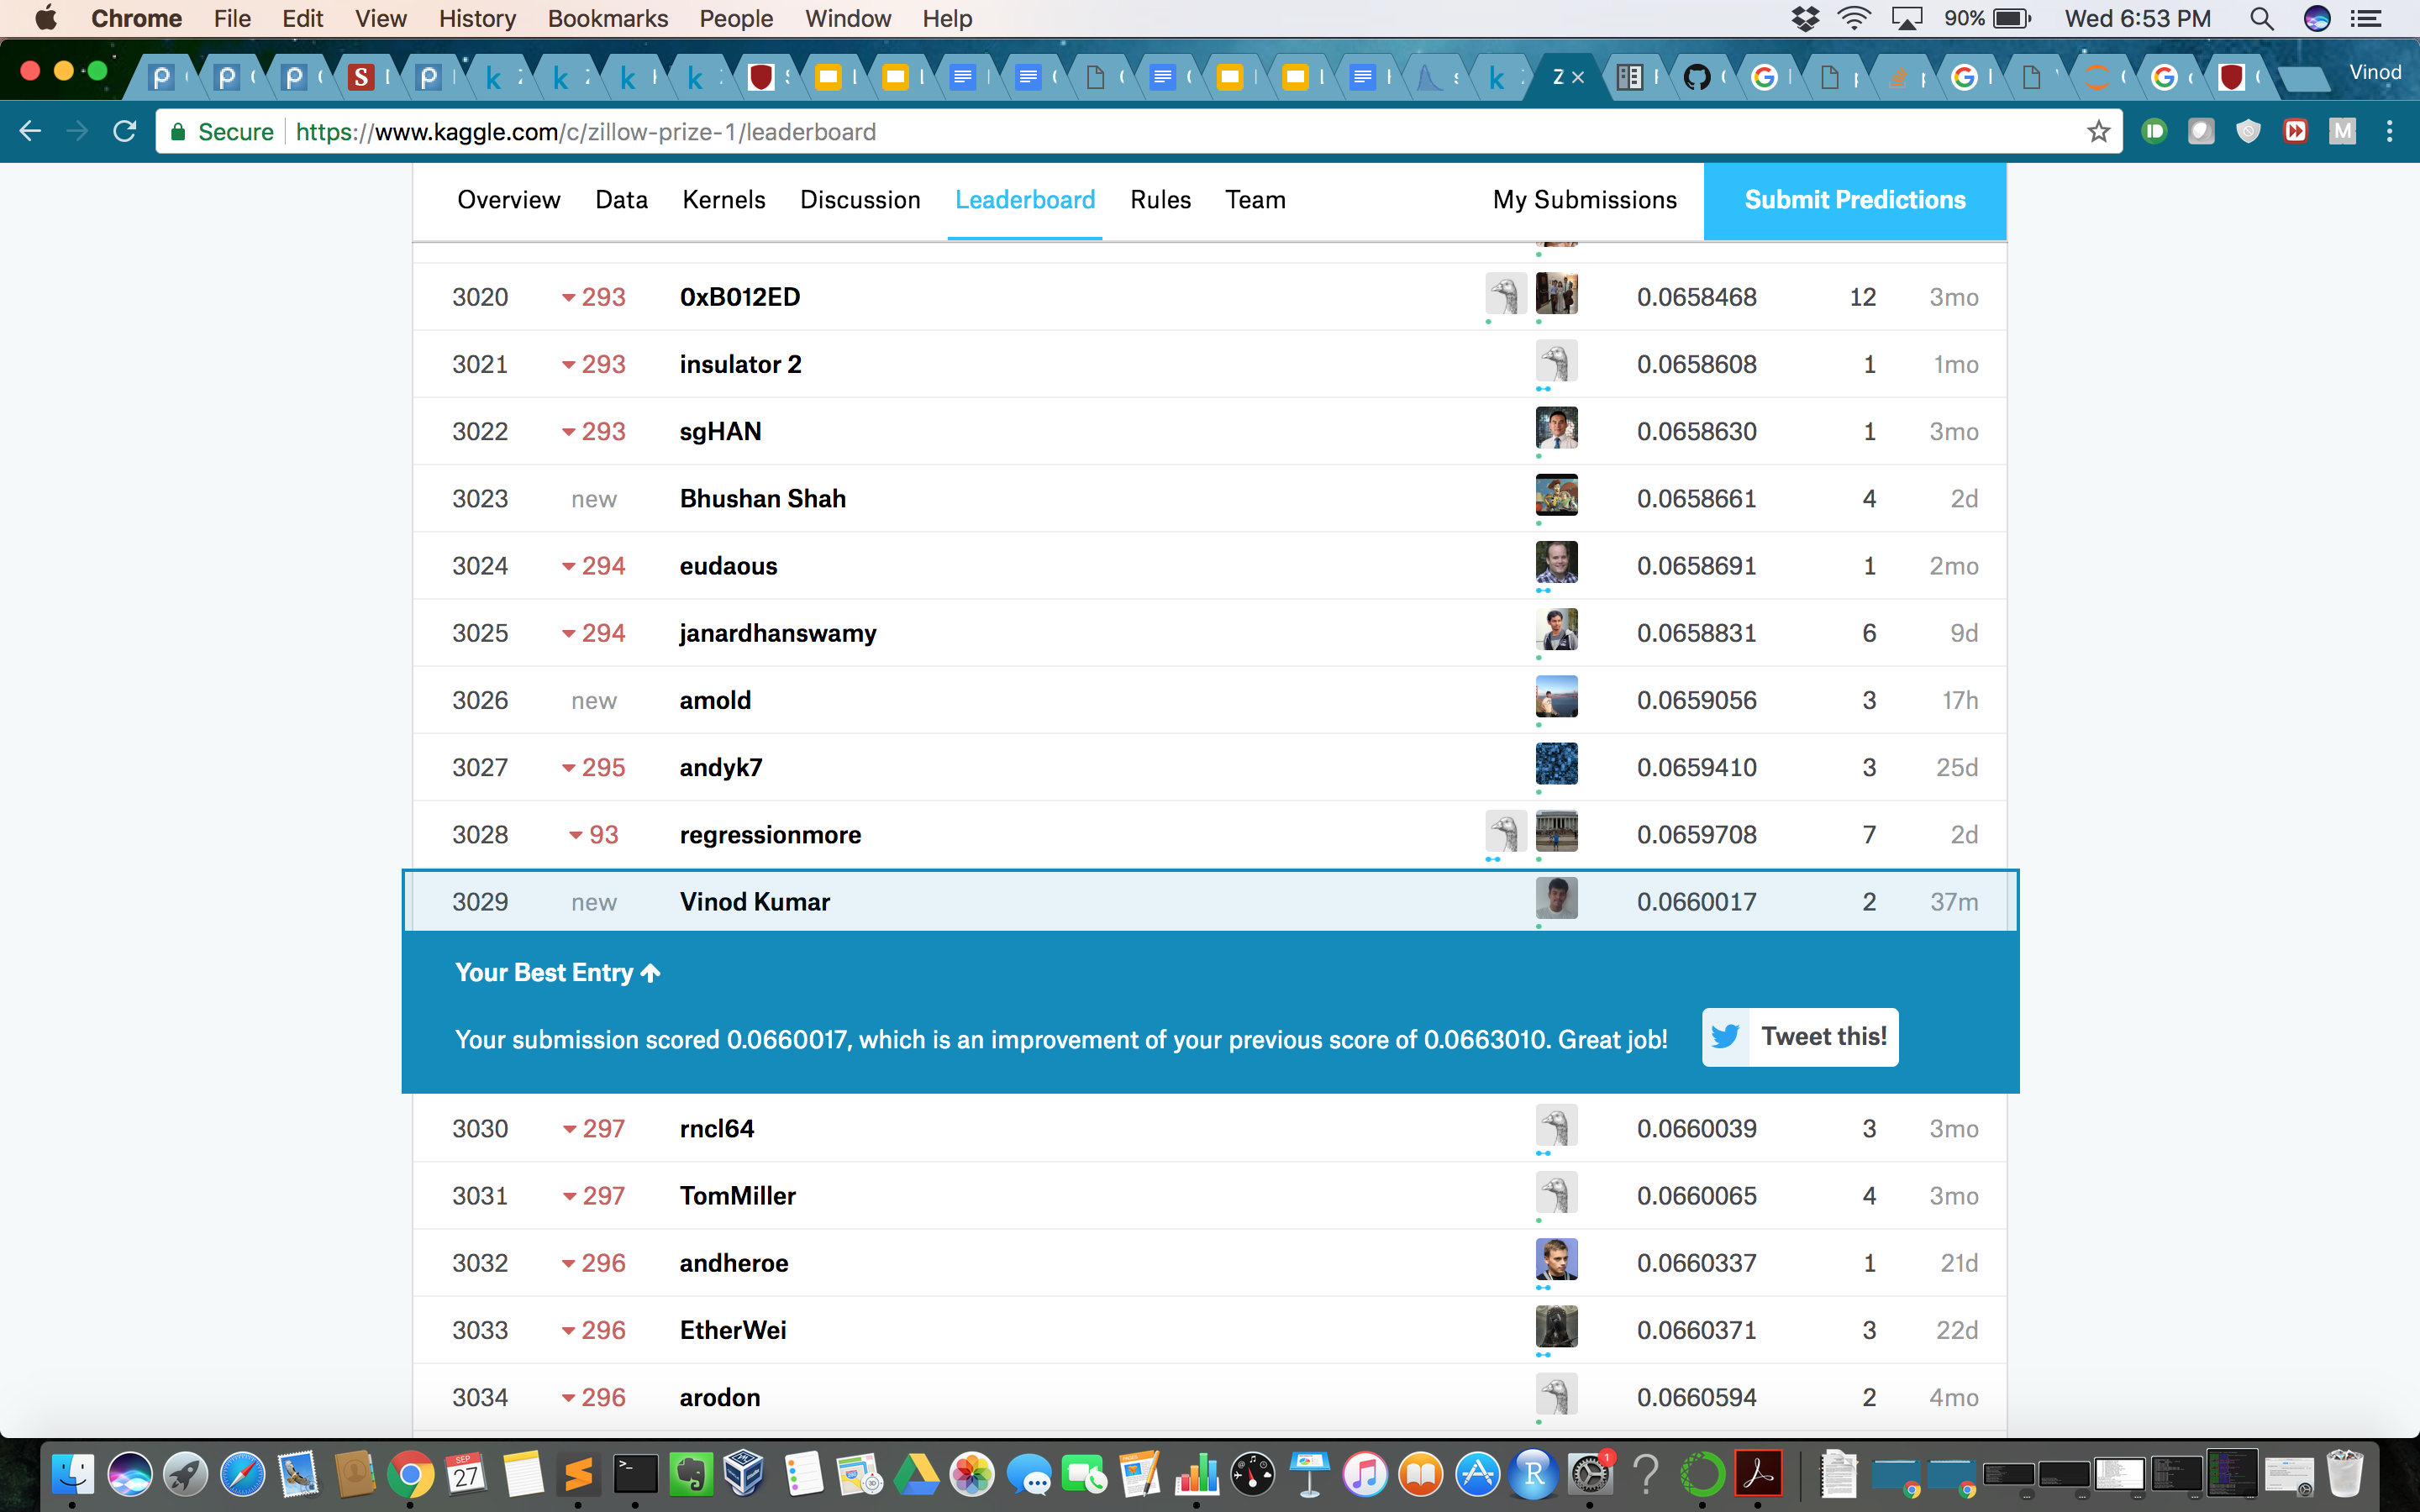 Chrome File Edit View History Bookmarks People Window Help 90% Wed 6:53 PM
Z Vinod
Secure https://www.kaggle.com/c/zillow-prize-1/leaderboard
Overview Data Kernels Discussion Leaderboard Rules Team My Submissions Submit Predictions
3020 293 0xB012ED 0.0658468 12 3mo
3021 293 insulator 2 0.0658608 1 1mo
3022 293 sgHAN 0.0658630 1 3mo
3023 new Bhushan Shah 0.0658661 4 2d
3024 294 eudaous 0.0658691 1 2mo
3025 294 janardhanswamy 0.0658831 6 9d
3026 new amold 0.0659056 3 17h
3027 295 andyk7 0.0659410 3 25d
3028 93 regressionmore 0.0659708 7 2d
3029 new Vinod Kumar 0.0660017 2 37m
Your Best Entry
Your submission scored 0.0660017, which is an improvement of your previous score of 0.0663010. Great job! Tweet this!
3030 297 rncl64 0.0660039 3 3mo
3031 297 TomMiller 0.0660065 4 3mo
3032 296 andheroe 0.0660337 1 21d
3033 296 EtherWei 0.0660371 3 22d
3034 296 arodon 0.0660594 2 4mo
SEP
27
1